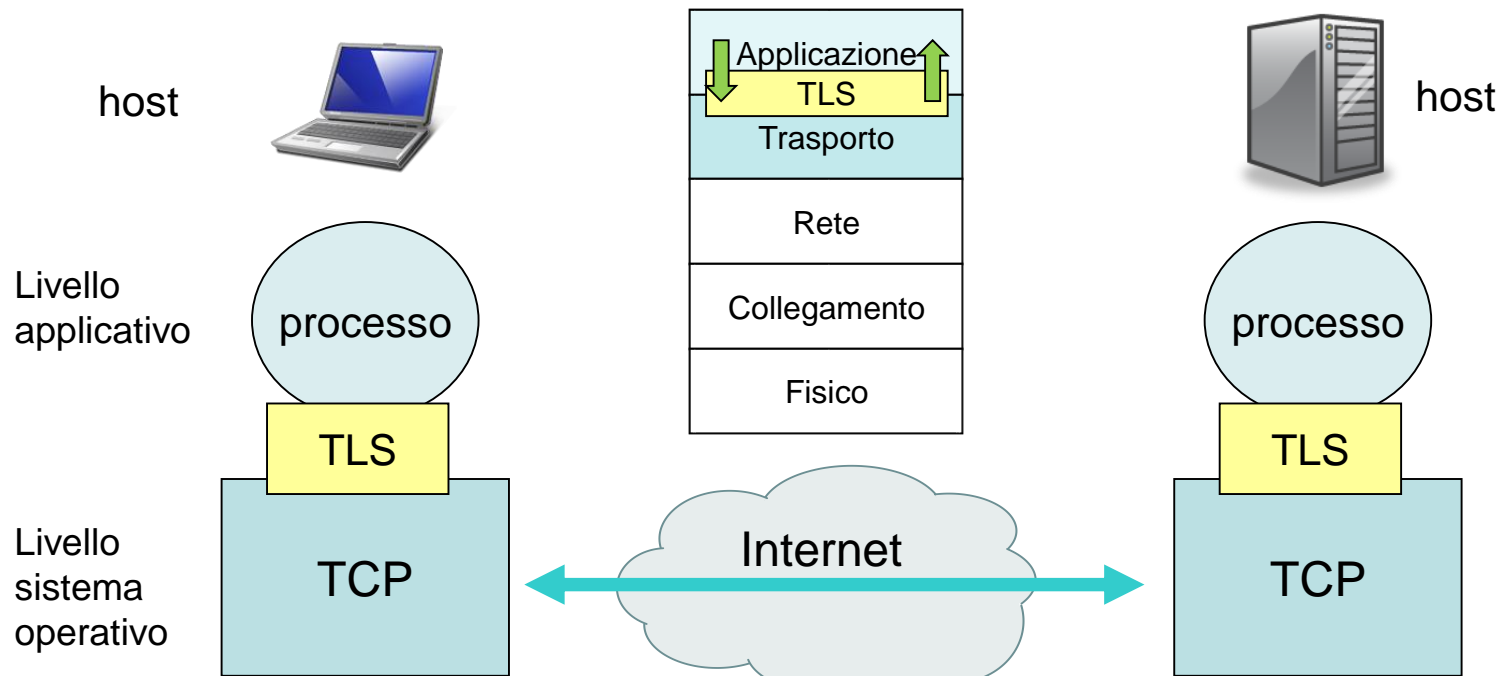 host
Applicazione
TLS
Trasporto
Rete
Collegamento
Fisico
host
Livello
applicativo
processo
TLS
processo
TLS
Livello
sistema
operativo
TCP
Internet
TCP